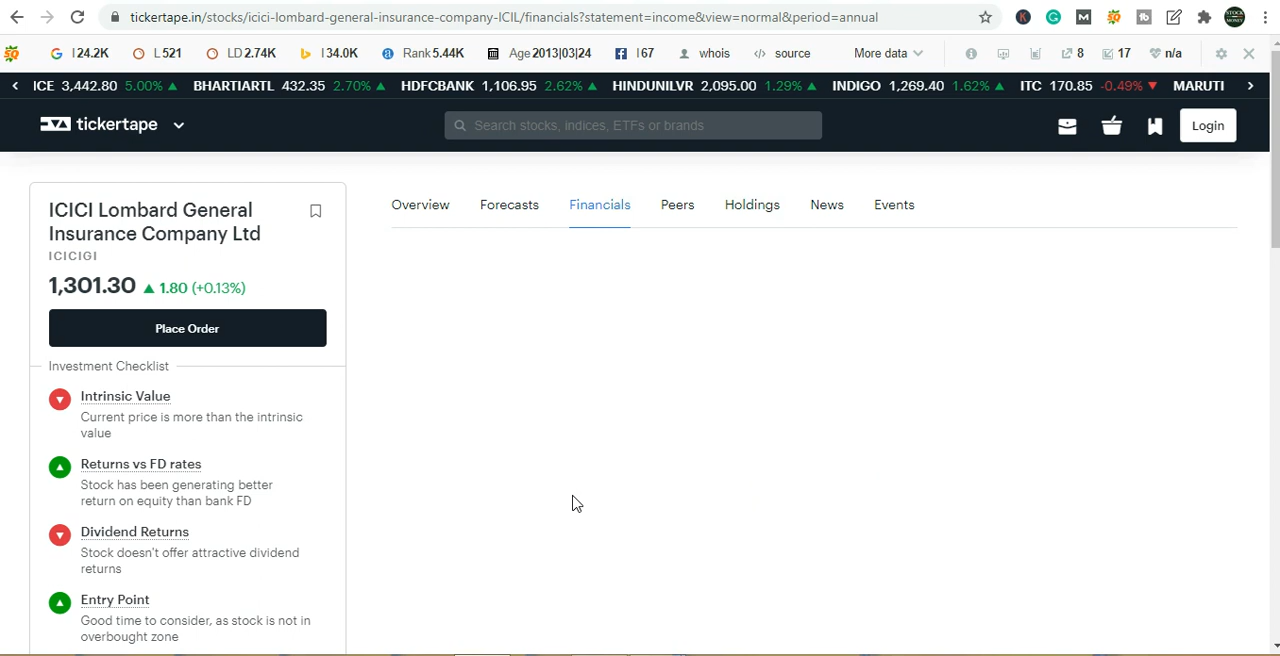 tickertape.in/stocks/icici-lombard-general-insurance-company-ICIL/financials?statement=income&view=normal&period=annual
I 24.2K L 521 LD 2.74K I 34.0K Rank 5.44K Age 2013|03|24 I 67 whois source More data 8 17 n/a
ICE 3,442.80 5.00% ▲ BHARTIARTL 432.35 2.70% ▲ HDFCBANK 1,106.95 2.62% ▲ HINDUNILVR 2,095.00 1.29% ▲ INDIGO 1,269.40 1.62% ▲ ITC 170.85 -0.49% ▼ MARUTI
tickertape Search stocks, indices, ETFs or brands Login
Overview Forecasts Financials Peers Holdings News Events
ICICI Lombard General
Insurance Company Ltd
ICICIGI
1,301.30 ▲ 1.80 (+0.13%)
Place Order
Investment Checklist
Intrinsic Value
Current price is more than the intrinsic
value
Returns vs FD rates
Stock has been generating better
return on equity than bank FD
Dividend Returns
Stock doesn't offer attractive dividend
returns
Entry Point
Good time to consider, as stock is not in
overbought zone